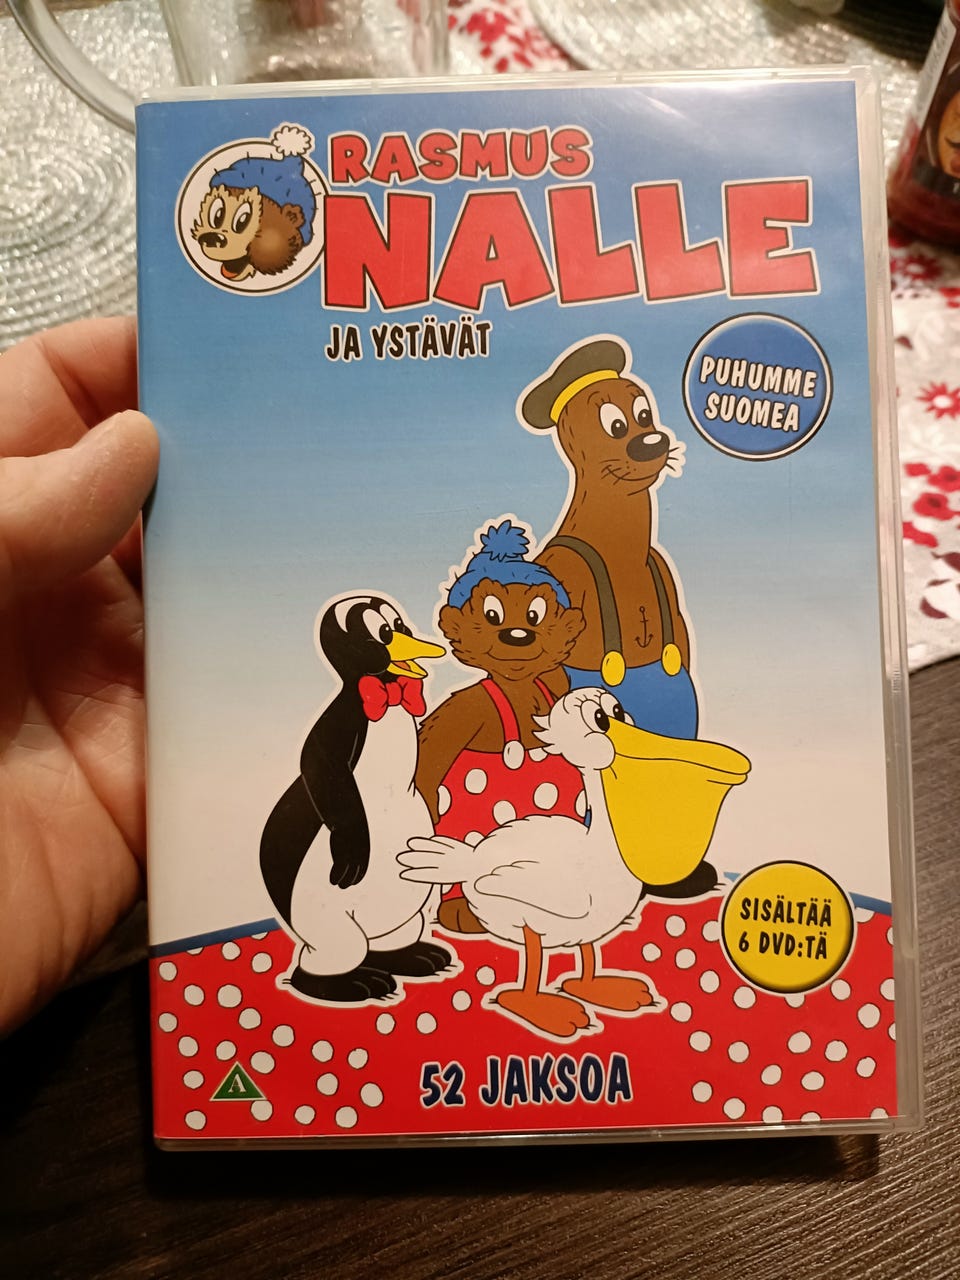 RASMUS
NALLE
JA YSTÄVÄT
PUHUMME
SUOMEA
SISÄLTÄÄ
6 DVD:TÄ
52 JAKSOA
A